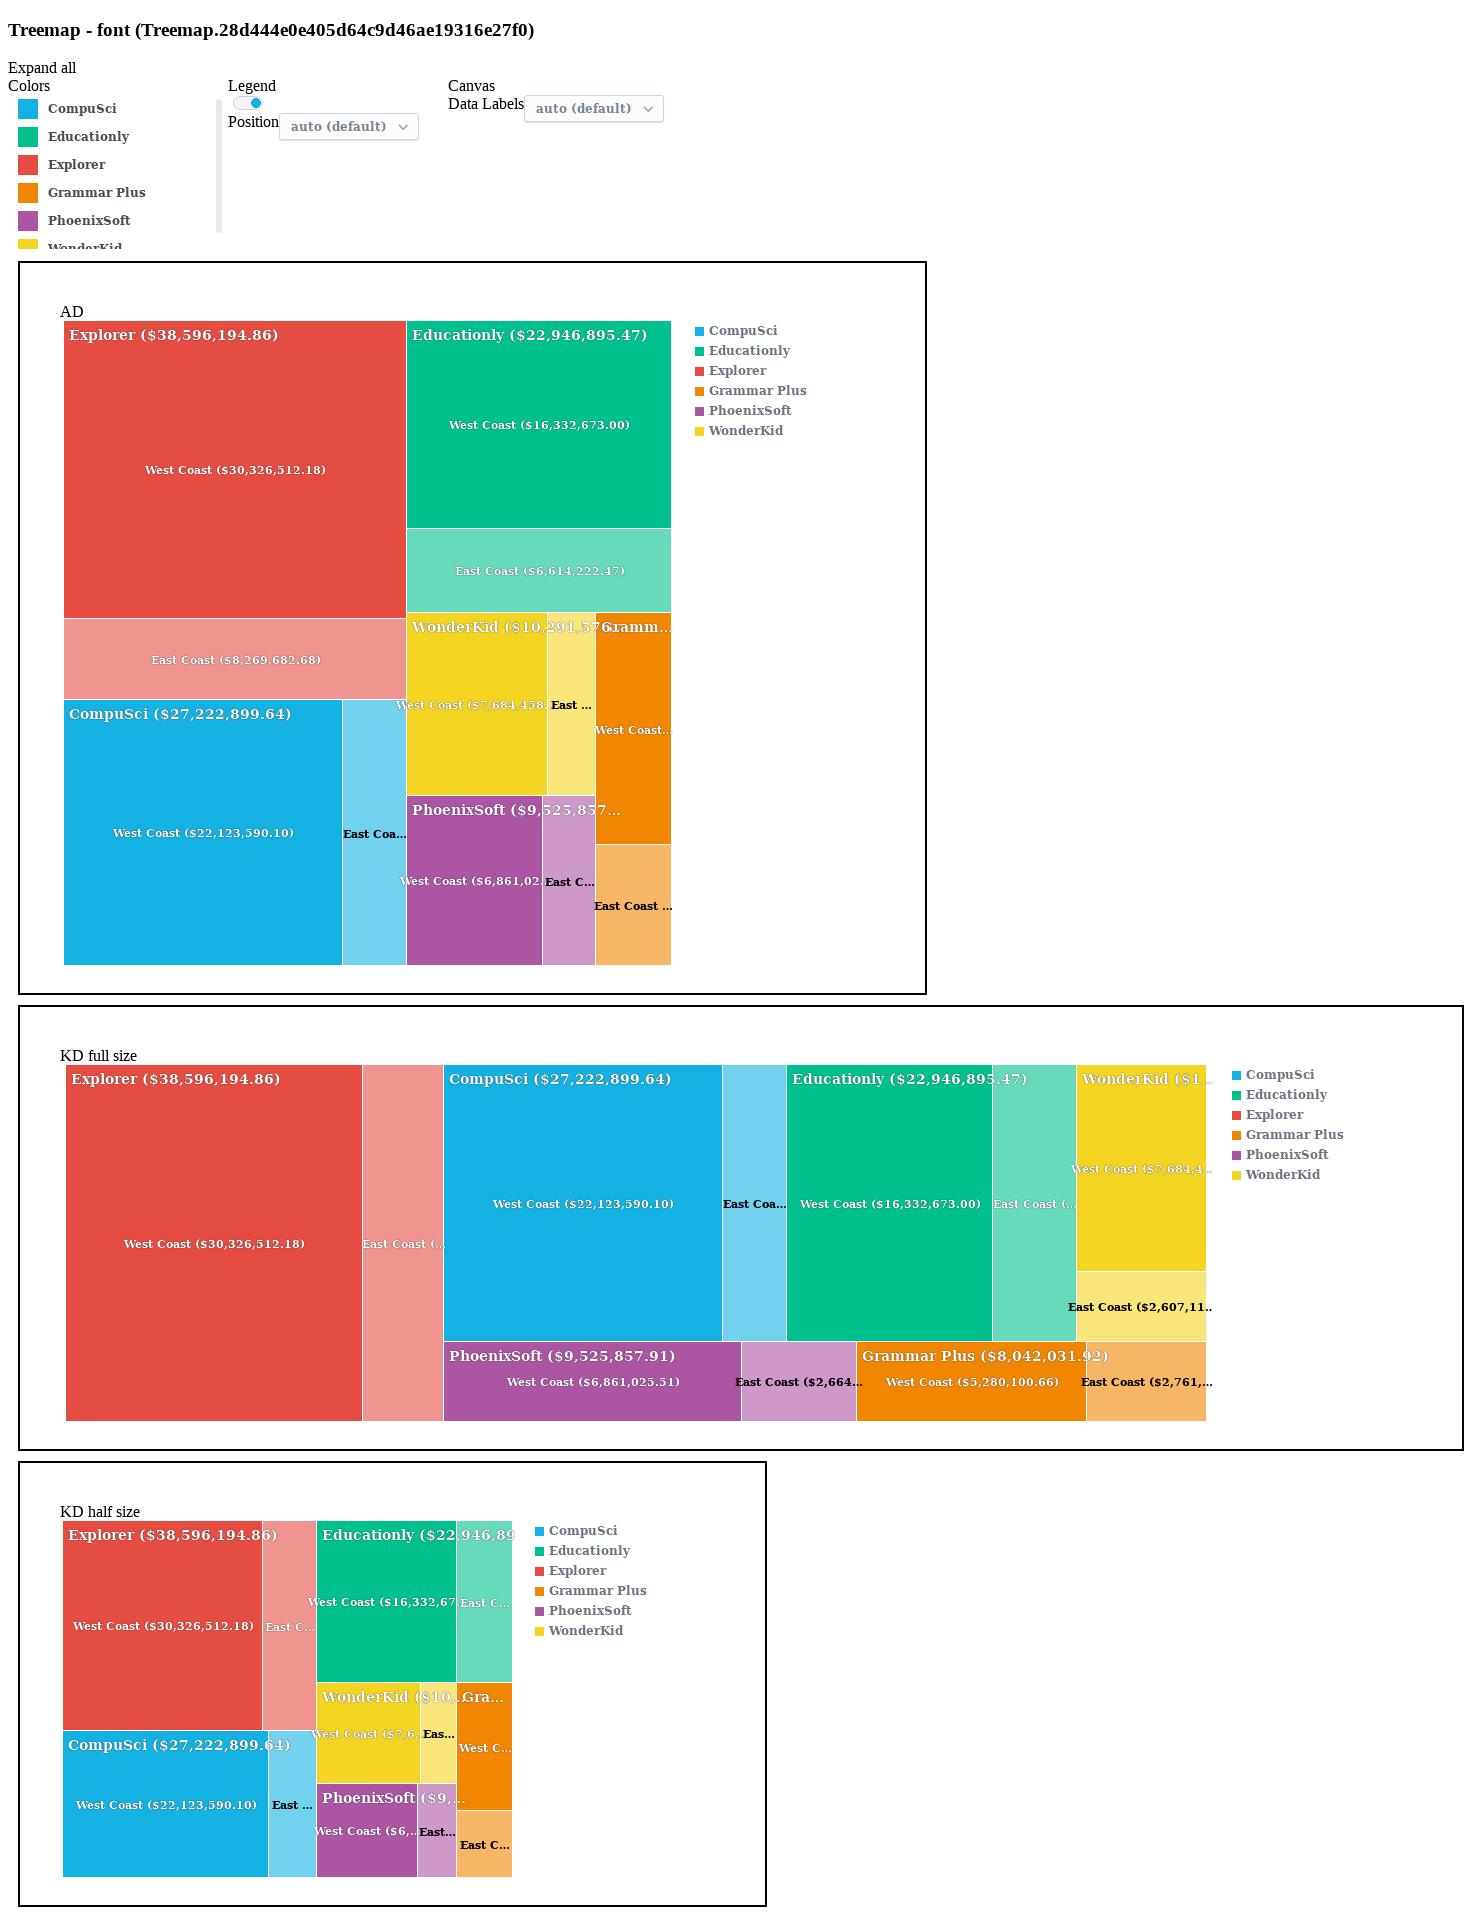 Treemap - font (Treemap.28d444e0e405d64c9d46ae19316e27f0)
Expand all
Colors
CompuSci
Educationly
Explorer
Grammar Plus
PhoenixSoft
WonderKid
Legend
Position auto (default)
Canvas
Data Labels auto (default)
AD
Explorer ($38,596,194.86)
West Coast ($30,326,512.18)
East Coast ($8,269,682.68)
CompuSci ($27,222,899.64)
West Coast ($22,123,590.10)
East Coa...
Educationly ($22,946,895.47)
West Coast ($16,332,673.00)
East Coast ($6,614,222.47)
WonderKid ($10,291,576...
West Coast ($7,684,458...
East ...
PhoenixSoft ($9,525,857...
West Coast ($6,861,02...
East C...
Gramm...
West Coast...
East Coast ...
CompuSci
Educationly
Explorer
Grammar Plus
PhoenixSoft
WonderKid
KD full size
Explorer ($38,596,194.86)
West Coast ($30,326,512.18)
East Coast (...
CompuSci ($27,222,899.64)
West Coast ($22,123,590.10)
East Coa...
Educationly ($22,946,895.47)
West Coast ($16,332,673.00)
East Coast (...
WonderKid ($1...
West Coast ($7,684,4...
East Coast ($2,607,11..
PhoenixSoft ($9,525,857.91)
West Coast ($6,861,025.51)
East Coast ($2,664...
Grammar Plus ($8,042,031.92)
West Coast ($5,280,100.66)
East Coast ($2,761,...
CompuSci
Educationly
Explorer
Grammar Plus
PhoenixSoft
WonderKid
KD half size
Explorer ($38,596,194.86)
West Coast ($30,326,512.18)
East C...
CompuSci ($27,222,899.64)
West Coast ($22,123,590.10)
East ...
Educationly ($22,946,89
West Coast ($16,332,67...
East C...
WonderKid ($10,...
West Coast ($7,6...
Eas...
PhoenixSoft ($9,...
West Coast ($6,...
East...
Gra...
West C...
East C...
CompuSci
Educationly
Explorer
Grammar Plus
PhoenixSoft
WonderKid